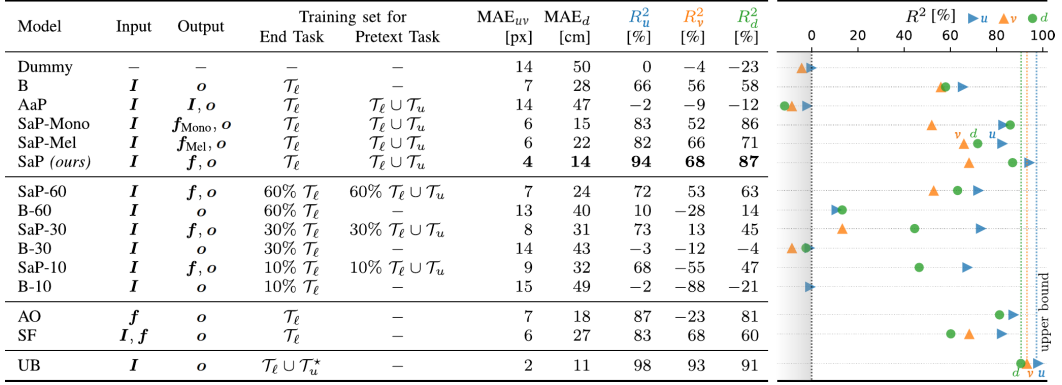 Model Input Output Training set for MAE_uv MAE_d R²_u R²_v R²_d R² [%] u v d
End Task Pretext Task [px] [cm] [%] [%] [%] 0 20 40 60 80 100
Dummy − − − − 14 50 0 −4 −23
B I o 𝒯_ℓ − 7 28 66 56 58
AaP I I, o 𝒯_ℓ 𝒯_ℓ ∪ 𝒯_u 14 47 −2 −9 −12
SaP-Mono I f_Mono, o 𝒯_ℓ 𝒯_ℓ ∪ 𝒯_u 6 15 83 52 86
SaP-Mel I f_Mel, o 𝒯_ℓ 𝒯_ℓ ∪ 𝒯_u 6 22 82 66 71 v d u
SaP (ours) I f, o 𝒯_ℓ 𝒯_ℓ ∪ 𝒯_u 4 14 94 68 87
SaP-60 I f, o 60% 𝒯_ℓ 60% 𝒯_ℓ ∪ 𝒯_u 7 24 72 53 63
B-60 I o 60% 𝒯_ℓ − 13 40 10 −28 14
SaP-30 I f, o 30% 𝒯_ℓ 30% 𝒯_ℓ ∪ 𝒯_u 8 31 73 13 45
B-30 I o 30% 𝒯_ℓ − 14 43 −3 −12 −4
SaP-10 I f, o 10% 𝒯_ℓ 10% 𝒯_ℓ ∪ 𝒯_u 9 32 68 −55 47
B-10 I o 10% 𝒯_ℓ − 15 49 −2 −88 −21
AO f o 𝒯_ℓ − 7 18 87 −23 81
SF I, f o 𝒯_ℓ − 6 27 83 68 60
upper bound
UB I o 𝒯_ℓ ∪ 𝒯_u^⋆ − 2 11 98 93 91
d v u